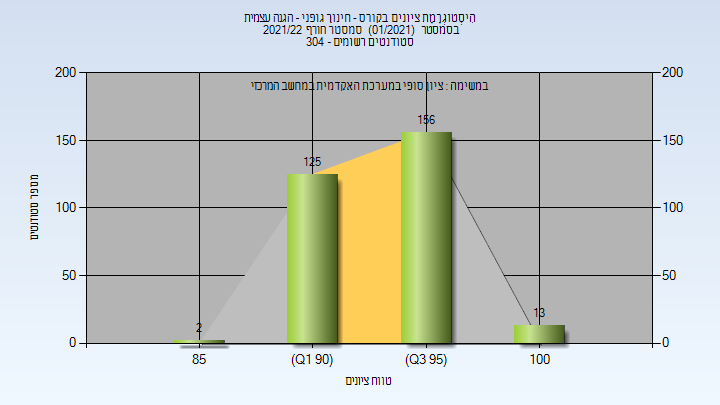 היסטוגרמת ציונים בקורס - חינוך גופני - הגנה עצמית
בסמסטר (01/2021) סמסטר חורף 2021/22
סטודנטים רשומים - 304
במשימה : ציון סופי במערכת האקדמית במחשב המרכזי
200
200
156
150
150
125
100
100
מספר סטודנטים
50
50
13
2
0
0
85
(Q1 90)
(Q3 95)
100
טווח ציונים